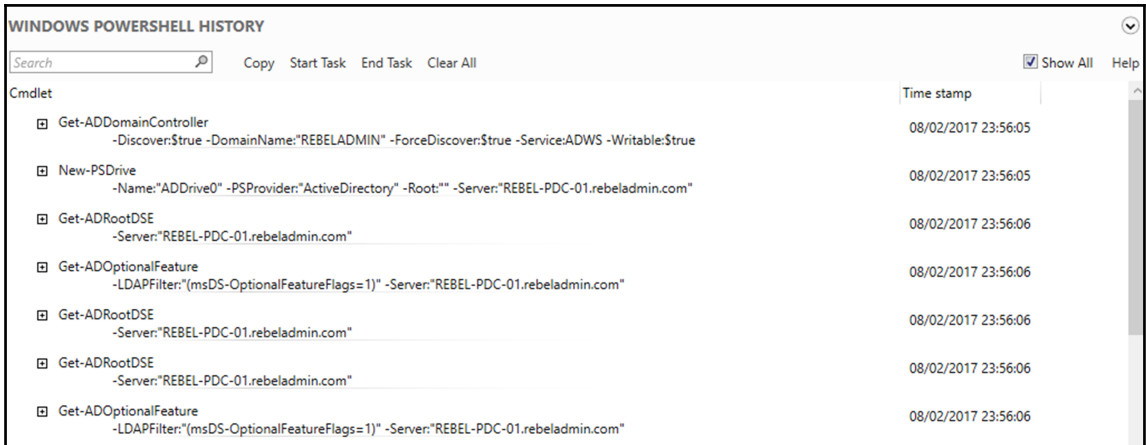 WINDOWS POWERSHELL HISTORY
Search Copy Start Task End Task Clear All Show All Help
Cmdlet Time stamp
Get-ADDomainController 08/02/2017 23:56:05
-Discover:$true -DomainName:"REBELADMIN" -ForceDiscover:$true -Service:ADWS -Writable:$true
New-PSDrive 08/02/2017 23:56:05
-Name:"ADDrive0" -PSProvider:"ActiveDirectory" -Root:"" -Server:"REBEL-PDC-01.rebeladmin.com"
Get-ADRootDSE 08/02/2017 23:56:06
-Server:"REBEL-PDC-01.rebeladmin.com"
Get-ADOptionalFeature 08/02/2017 23:56:06
-LDAPFilter:"(msDS-OptionalFeatureFlags=1)" -Server:"REBEL-PDC-01.rebeladmin.com"
Get-ADRootDSE 08/02/2017 23:56:06
-Server:"REBEL-PDC-01.rebeladmin.com"
Get-ADRootDSE 08/02/2017 23:56:06
-Server:"REBEL-PDC-01.rebeladmin.com"
Get-ADOptionalFeature 08/02/2017 23:56:06
-LDAPFilter:"(msDS-OptionalFeatureFlags=1)" -Server:"REBEL-PDC-01.rebeladmin.com"